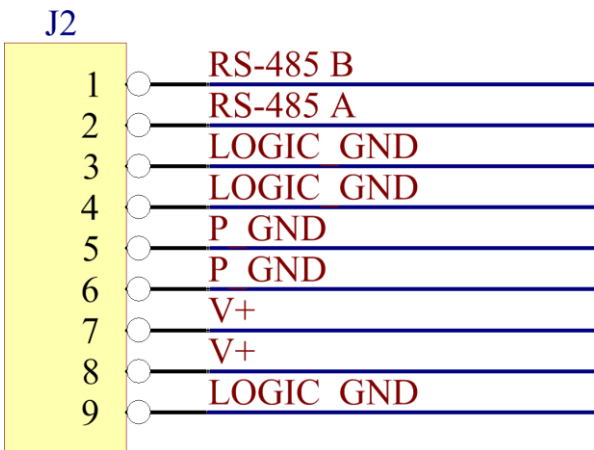 J2
1 RS-485 B
2 RS-485 A
3 LOGIC_GND
4 LOGIC_GND
5 P_GND
6 P_GND
7 V+
8 V+
9 LOGIC_GND